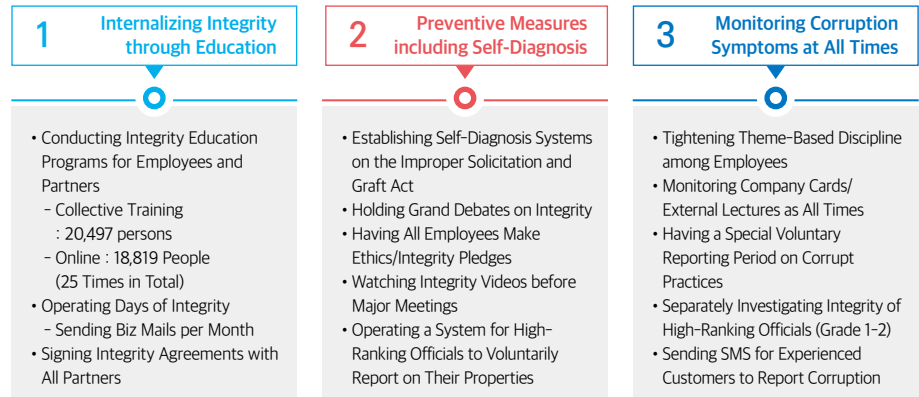 1
Internalizing Integrity
through Education
• Conducting Integrity Education
Programs for Employees and
Partners
- Collective Training
: 20,497 persons
- Online : 18,819 People
(25 Times in Total)
• Operating Days of Integrity
- Sending Biz Mails per Month
• Signing Integrity Agreements with
All Partners
2
Preventive Measures
including Self-Diagnosis
• Establishing Self-Diagnosis Systems
on the Improper Solicitation and
Graft Act
• Holding Grand Debates on Integrity
• Having All Employees Make
Ethics/Integrity Pledges
• Watching Integrity Videos before
Major Meetings
• Operating a System for High-
Ranking Officials to Voluntarily
Report on Their Properties
3
Monitoring Corruption
Symptoms at All Times
• Tightening Theme-Based Discipline
among Employees
• Monitoring Company Cards/
External Lectures as All Times
• Having a Special Voluntary
Reporting Period on Corrupt
Practices
• Separately Investigating Integrity of
High-Ranking Officials (Grade 1-2)
• Sending SMS for Experienced
Customers to Report Corruption